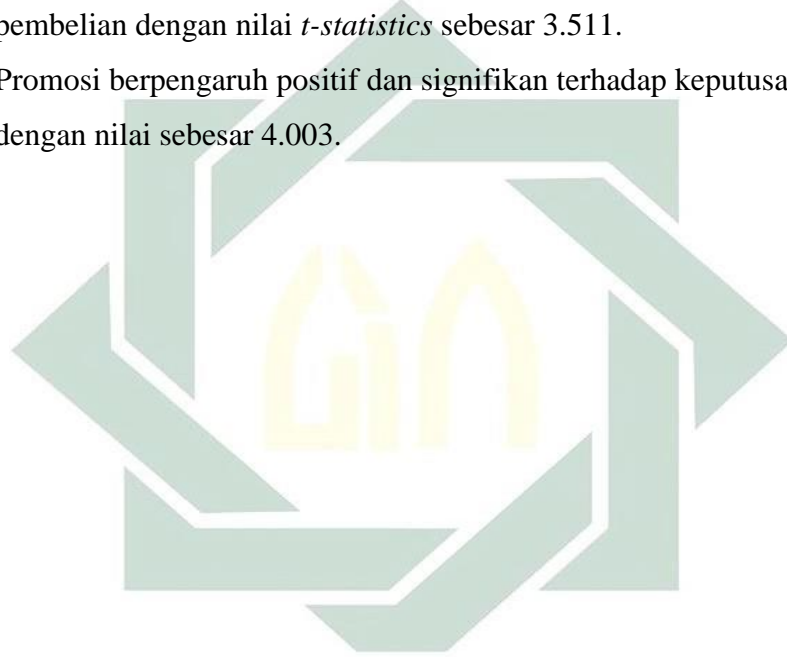 pembelian dengan nilai t-statistics sebesar 3.511.
Promosi berpengaruh positif dan signifikan terhadap keputusa
dengan nilai sebesar 4.003.